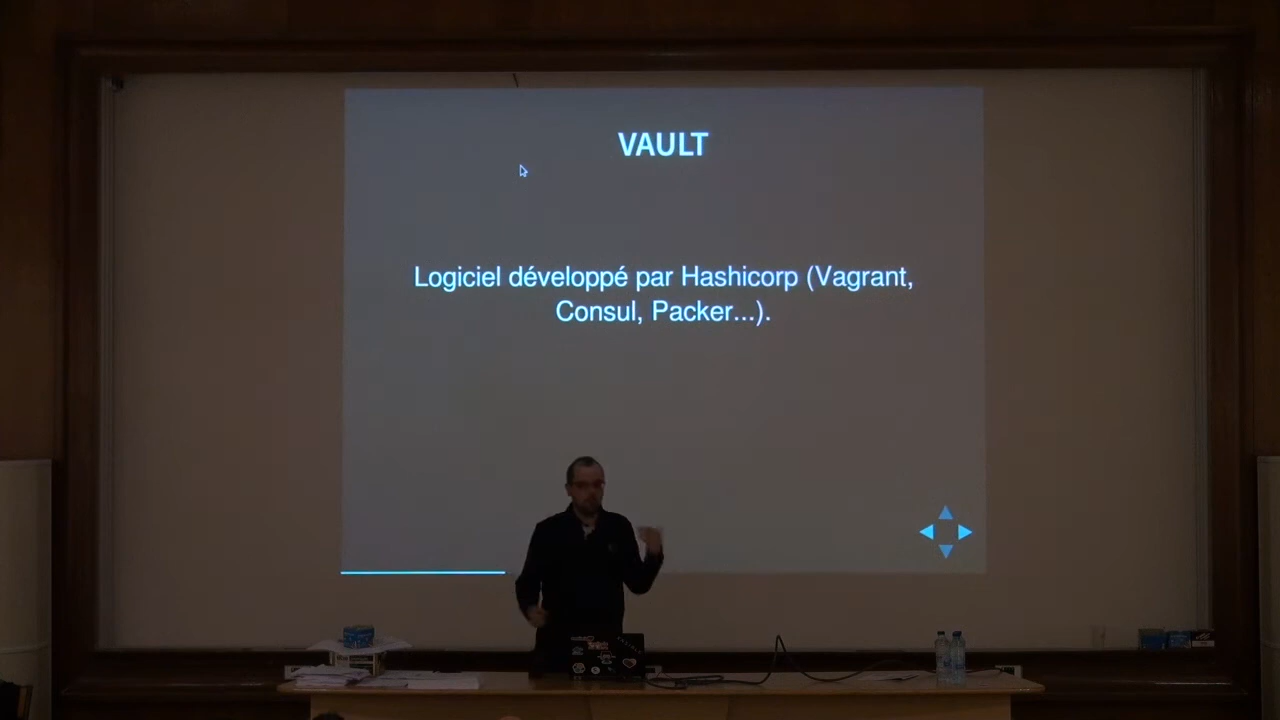 VAULT
Logiciel développé par Hashicorp (Vagrant,
Consul, Packer...).